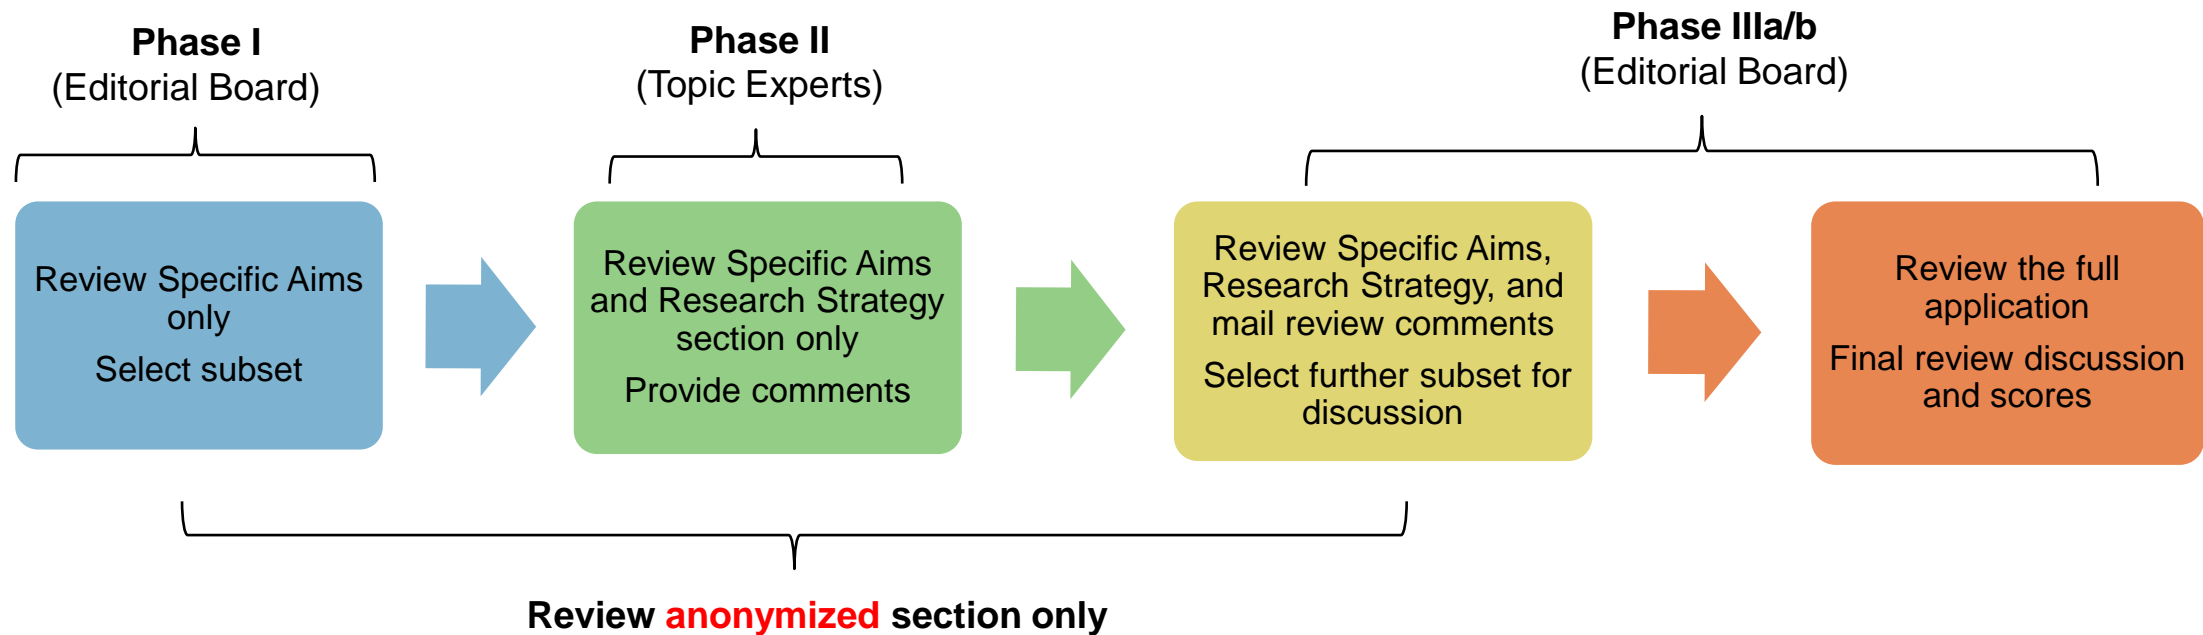 Phase I
(Editorial Board)
Phase II
(Topic Experts)
Phase IIIa/b
(Editorial Board)
Review Specific Aims
only
Select subset
Review Specific Aims
and Research Strategy
section only
Provide comments
Review Specific Aims,
Research Strategy, and
mail review comments
Select further subset for
discussion
Review the full
application
Final review discussion
and scores
Review anonymized section only